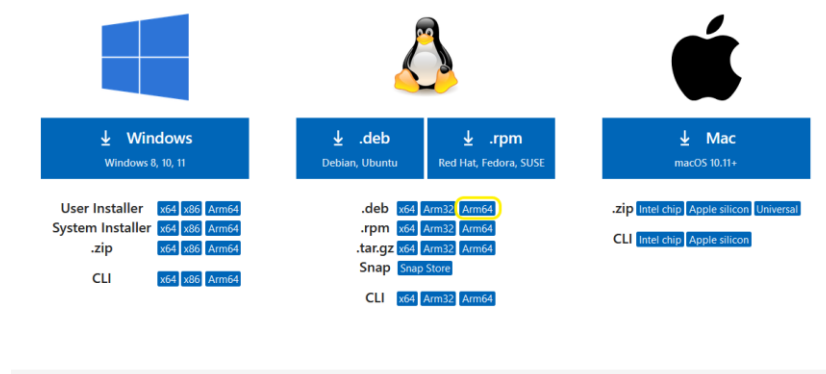 Windows
Windows 8, 10, 11
User Installer x64 x86 Arm64
System Installer x64 x86 Arm64
.zip x64 x86 Arm64
CLI x64 x86 Arm64
.deb
Debian, Ubuntu
.rpm
Red Hat, Fedora, SUSE
.deb x64 Arm32 Arm64
.rpm x64 Arm32 Arm64
.tar.gz x64 Arm32 Arm64
Snap Snap Store
CLI x64 Arm32 Arm64
Mac
macOS 10.11+
.zip Intel chip Apple silicon Universal
CLI Intel chip Apple silicon